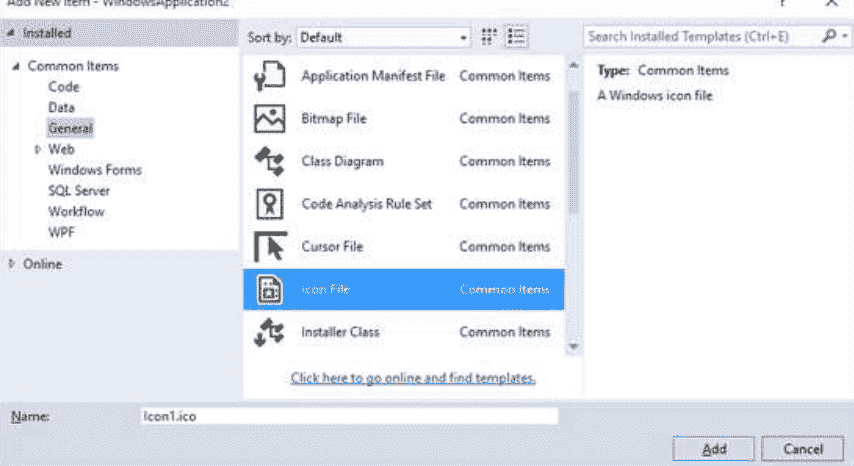 Add New Item - WindowsApplication2
? X
Installed
Sort by: Default
Search Installed Templates (Ctrl+E)
Common Items
Code
Data
General
Web
Windows Forms
SQL Server
Workflow
WPF
Online
Application Manifest File Common Items
Bitmap File Common Items
Class Diagram Common Items
Code Analysis Rule Set Common Items
Cursor File Common Items
Icon File Common Items
Installer Class Common Items
Click here to go online and find templates.
Type: Common Items
A Windows icon file
Name: Icon1.ico
Add Cancel